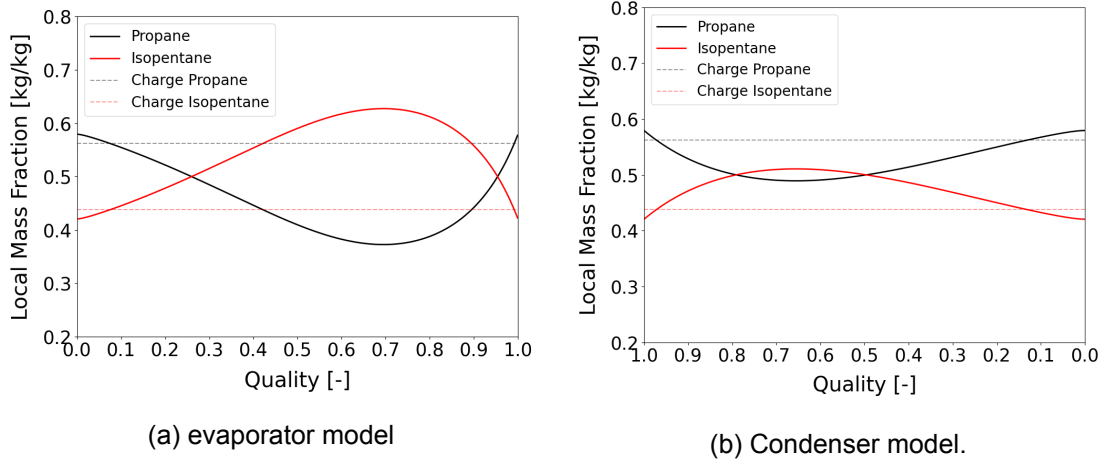 Local Mass Fraction [kg/kg]
0.8
0.7
0.6
0.5
0.4
0.3
0.2
Propane
Isopentane
Charge Propane
Charge Isopentane
0.0 0.1 0.2 0.3 0.4 0.5 0.6 0.7 0.8 0.9 1.0
Quality [-]
(a) evaporator model
Local Mass Fraction [kg/kg]
0.8
0.7
0.6
0.5
0.4
0.3
0.2
Propane
Isopentane
Charge Propane
Charge Isopentane
1.0 0.9 0.8 0.7 0.6 0.5 0.4 0.3 0.2 0.1 0.0
Quality [-]
(b) Condenser model.